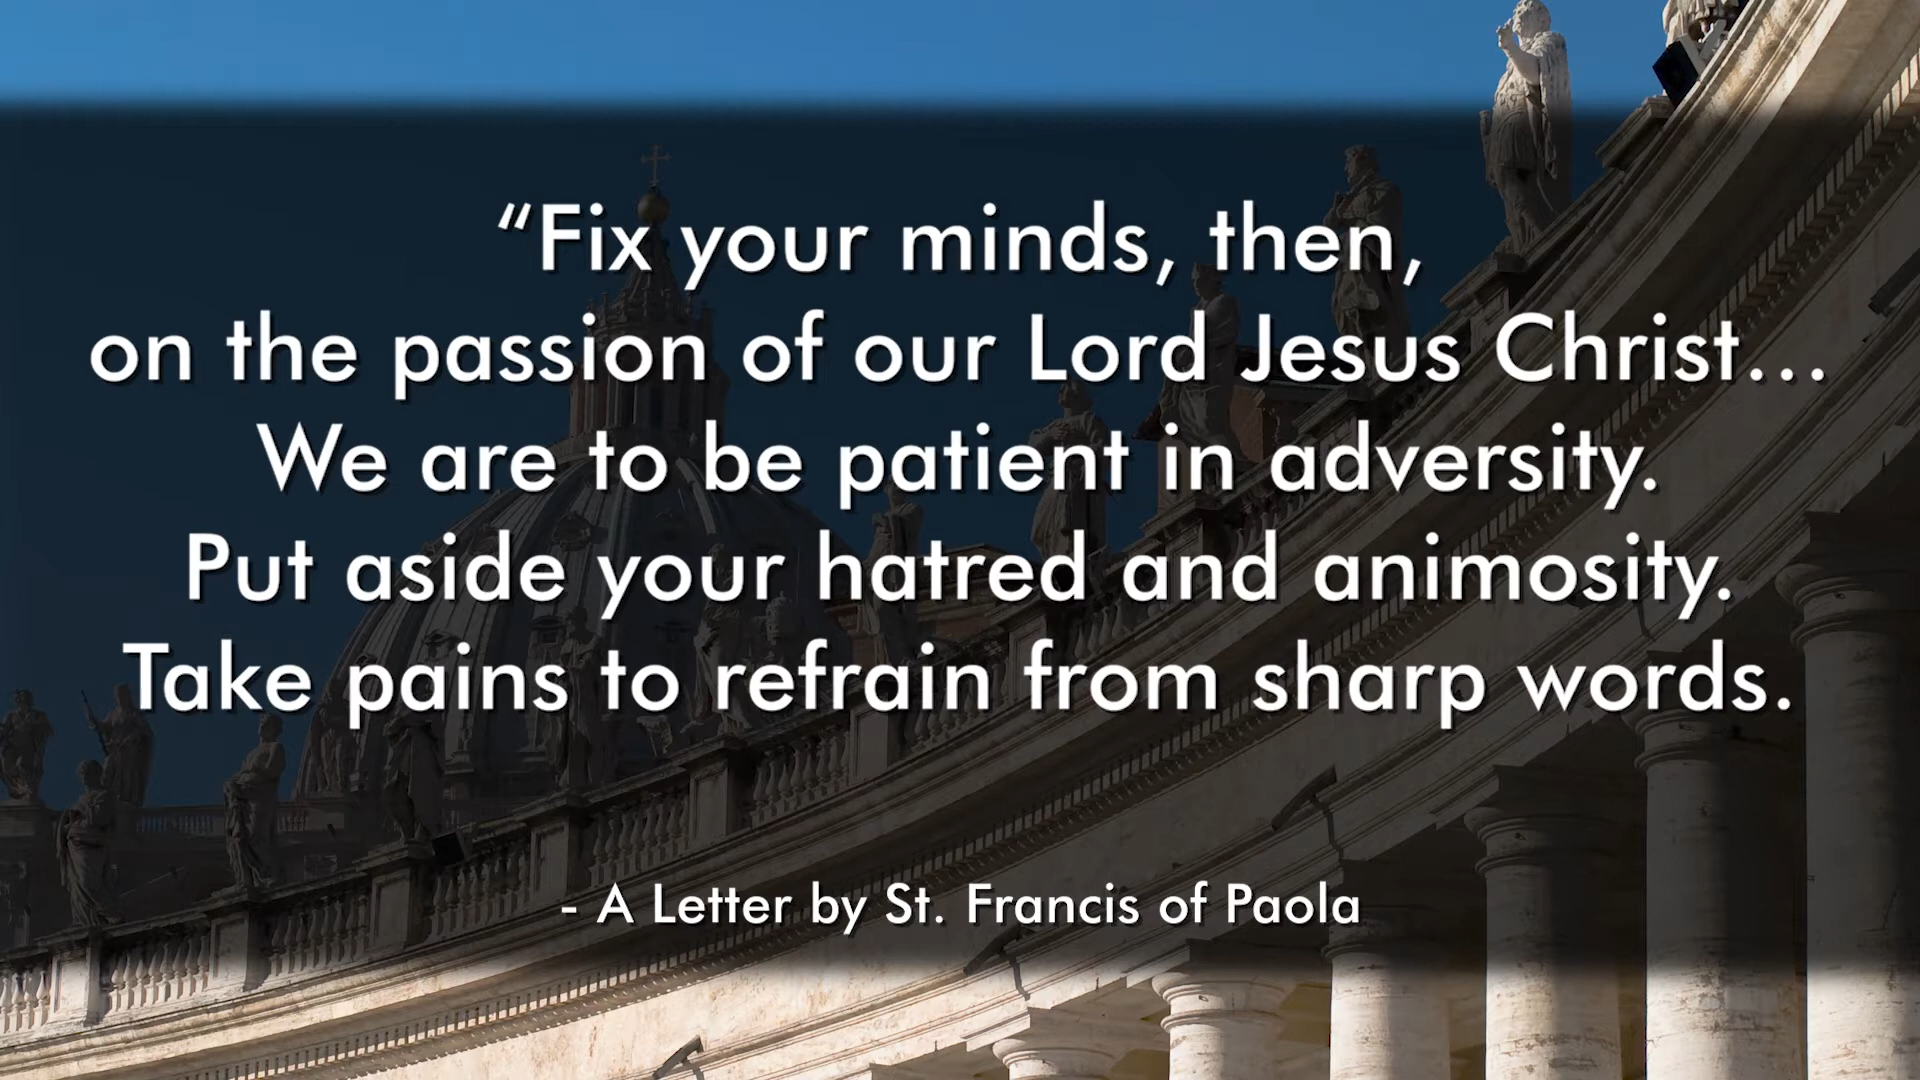 “Fix your minds, then,
on the passion of our Lord Jesus Christ...
We are to be patient in adversity.
Put aside your hatred and animosity.
Take pains to refrain from sharp words.
- A Letter by St. Francis of Paola